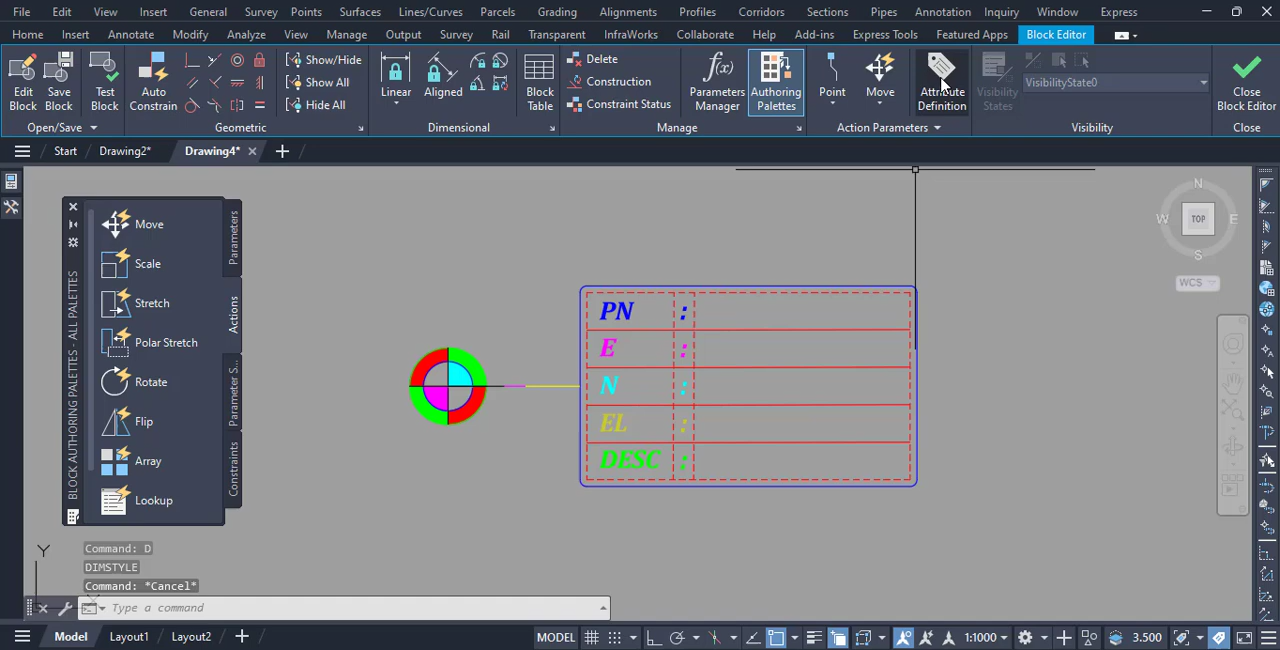 File Edit View Insert General Survey Points Surfaces Lines/Curves Parcels Grading Alignments Profiles Corridors Sections Pipes Annotation Inquiry Window Express
Home Insert Annotate Modify Analyze View Manage Output Survey Rail Transparent InfraWorks Collaborate Help Add-ins Express Tools Featured Apps Block Editor
Edit Block
Save Block
Test Block
Open/Save
Auto Constrain
Show/Hide
Show All
Hide All
Geometric
Linear
Aligned
Dimensional
Block Table
Delete
Construction
Constraint Status
Parameters Manager
Authoring Palettes
Manage
Point
Move
Attribute Definition
Action Parameters
Visibility States
VisibilityState0
Visibility
Close Block Editor
Close
Start Drawing2* Drawing4*
BLOCK AUTHORING PALETTES - ALL PALETTES
Move
Scale
Stretch
Polar Stretch
Rotate
Flip
Array
Lookup
Parameters
Actions
Parameter S...
Constraints
PN :
E :
N :
EL :
DESC :
N
W TOP E
S
WCS
Y
Command: D
DIMSTYLE
Command: *Cancel*
Type a command
Model Layout1 Layout2
MODEL 1:1000 3.500